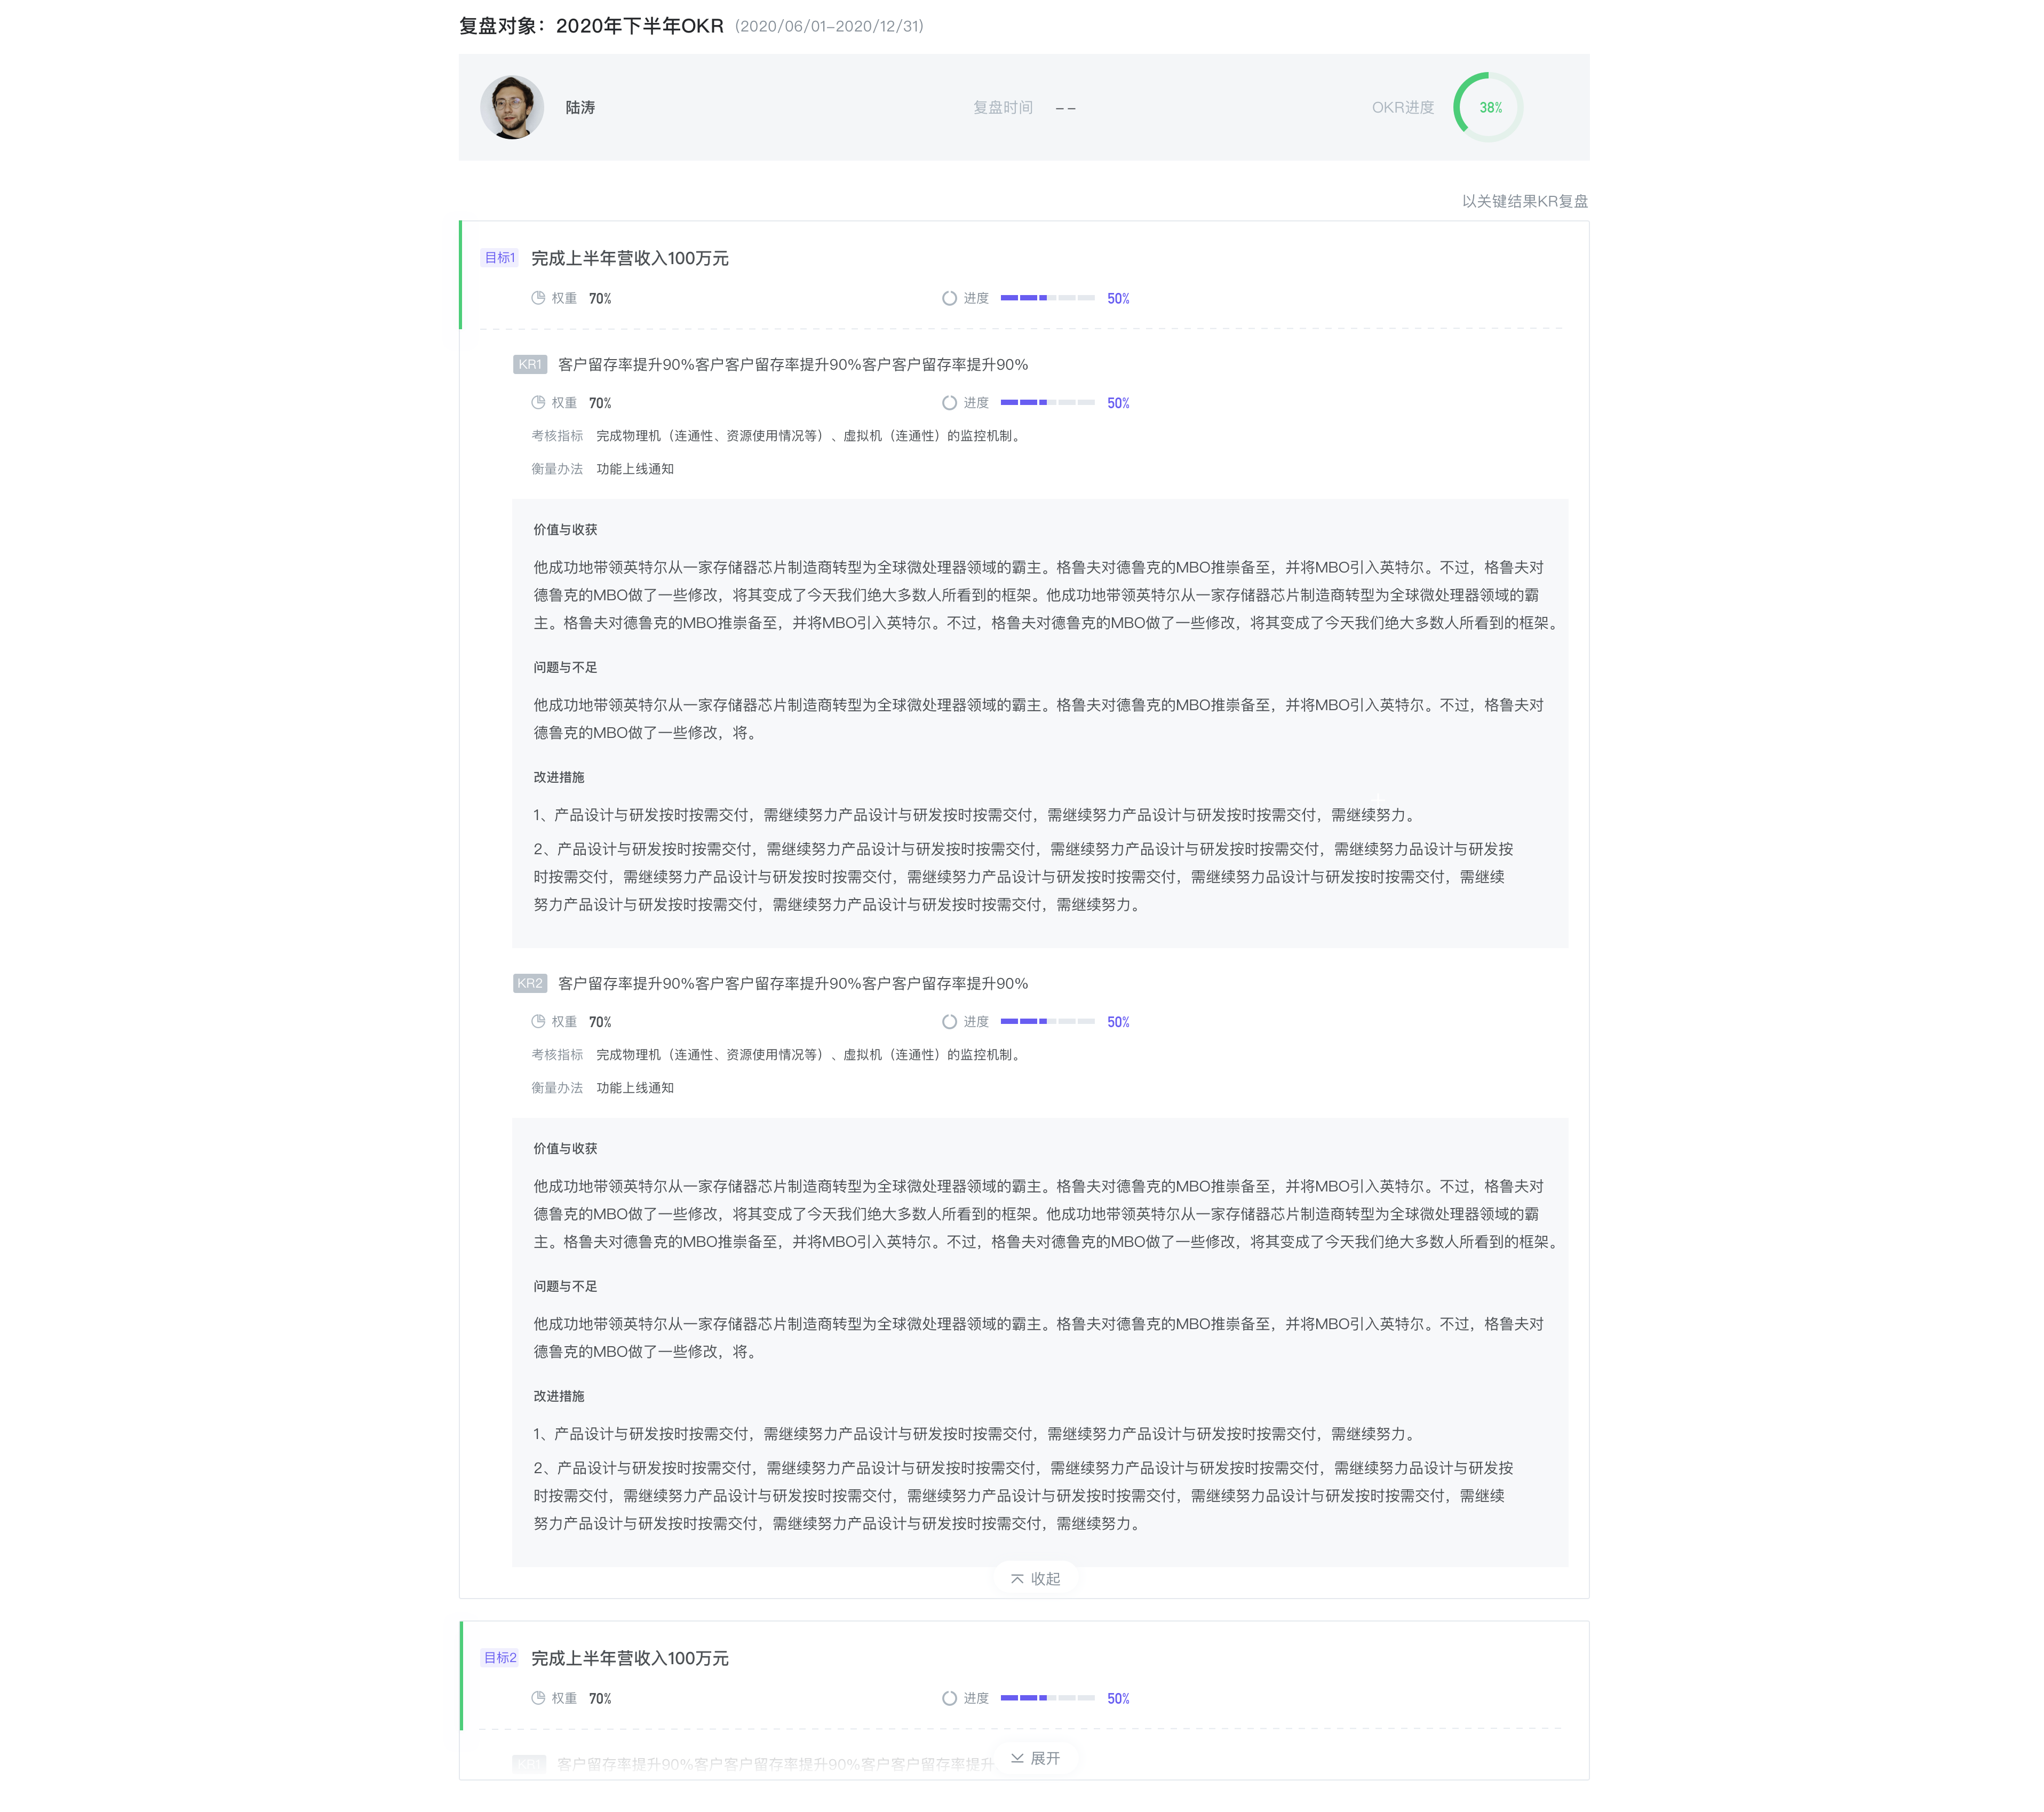 复盘对象：2020年下半年OKR (2020/06/01-2020/12/31)
陆涛 复盘时间 -- OKR进度 38%
以关键结果KR复盘
目标1 完成上半年营收入100万元
权重 70% 进度 50%
KR1 客户留存率提升90%客户客户留存率提升90%客户客户留存率提升90%
权重 70% 进度 50%
考核指标 完成物理机（连通性、资源使用情况等）、虚拟机（连通性）的监控机制。
衡量办法 功能上线通知
价值与收获
他成功地带领英特尔从一家存储器芯片制造商转型为全球微处理器领域的霸主。格鲁夫对德鲁克的MBO推崇备至，并将MBO引入英特尔。不过，格鲁夫对
德鲁克的MBO做了一些修改，将其变成了今天我们绝大多数人所看到的框架。他成功地带领英特尔从一家存储器芯片制造商转型为全球微处理器领域的霸
主。格鲁夫对德鲁克的MBO推崇备至，并将MBO引入英特尔。不过，格鲁夫对德鲁克的MBO做了一些修改，将其变成了今天我们绝大多数人所看到的框架。
问题与不足
他成功地带领英特尔从一家存储器芯片制造商转型为全球微处理器领域的霸主。格鲁夫对德鲁克的MBO推崇备至，并将MBO引入英特尔。不过，格鲁夫对
德鲁克的MBO做了一些修改，将。
改进措施
1、产品设计与研发按时按需交付，需继续努力产品设计与研发按时按需交付，需继续努力产品设计与研发按时按需交付，需继续努力。
2、产品设计与研发按时按需交付，需继续努力产品设计与研发按时按需交付，需继续努力产品设计与研发按时按需交付，需继续努力品设计与研发按
时按需交付，需继续努力产品设计与研发按时按需交付，需继续努力产品设计与研发按时按需交付，需继续努力品设计与研发按时按需交付，需继续
努力产品设计与研发按时按需交付，需继续努力产品设计与研发按时按需交付，需继续努力。
KR2 客户留存率提升90%客户客户留存率提升90%客户客户留存率提升90%
权重 70% 进度 50%
考核指标 完成物理机（连通性、资源使用情况等）、虚拟机（连通性）的监控机制。
衡量办法 功能上线通知
价值与收获
他成功地带领英特尔从一家存储器芯片制造商转型为全球微处理器领域的霸主。格鲁夫对德鲁克的MBO推崇备至，并将MBO引入英特尔。不过，格鲁夫对
德鲁克的MBO做了一些修改，将其变成了今天我们绝大多数人所看到的框架。他成功地带领英特尔从一家存储器芯片制造商转型为全球微处理器领域的霸
主。格鲁夫对德鲁克的MBO推崇备至，并将MBO引入英特尔。不过，格鲁夫对德鲁克的MBO做了一些修改，将其变成了今天我们绝大多数人所看到的框架。
问题与不足
他成功地带领英特尔从一家存储器芯片制造商转型为全球微处理器领域的霸主。格鲁夫对德鲁克的MBO推崇备至，并将MBO引入英特尔。不过，格鲁夫对
德鲁克的MBO做了一些修改，将。
改进措施
1、产品设计与研发按时按需交付，需继续努力产品设计与研发按时按需交付，需继续努力产品设计与研发按时按需交付，需继续努力。
2、产品设计与研发按时按需交付，需继续努力产品设计与研发按时按需交付，需继续努力产品设计与研发按时按需交付，需继续努力品设计与研发按
时按需交付，需继续努力产品设计与研发按时按需交付，需继续努力产品设计与研发按时按需交付，需继续努力品设计与研发按时按需交付，需继续
努力产品设计与研发按时按需交付，需继续努力产品设计与研发按时按需交付，需继续努力。
收起
目标2 完成上半年营收入100万元
权重 70% 进度 50%
KR1 客户留存率提升90%客户客户留存率提升90%客户客户留存率提升
展开